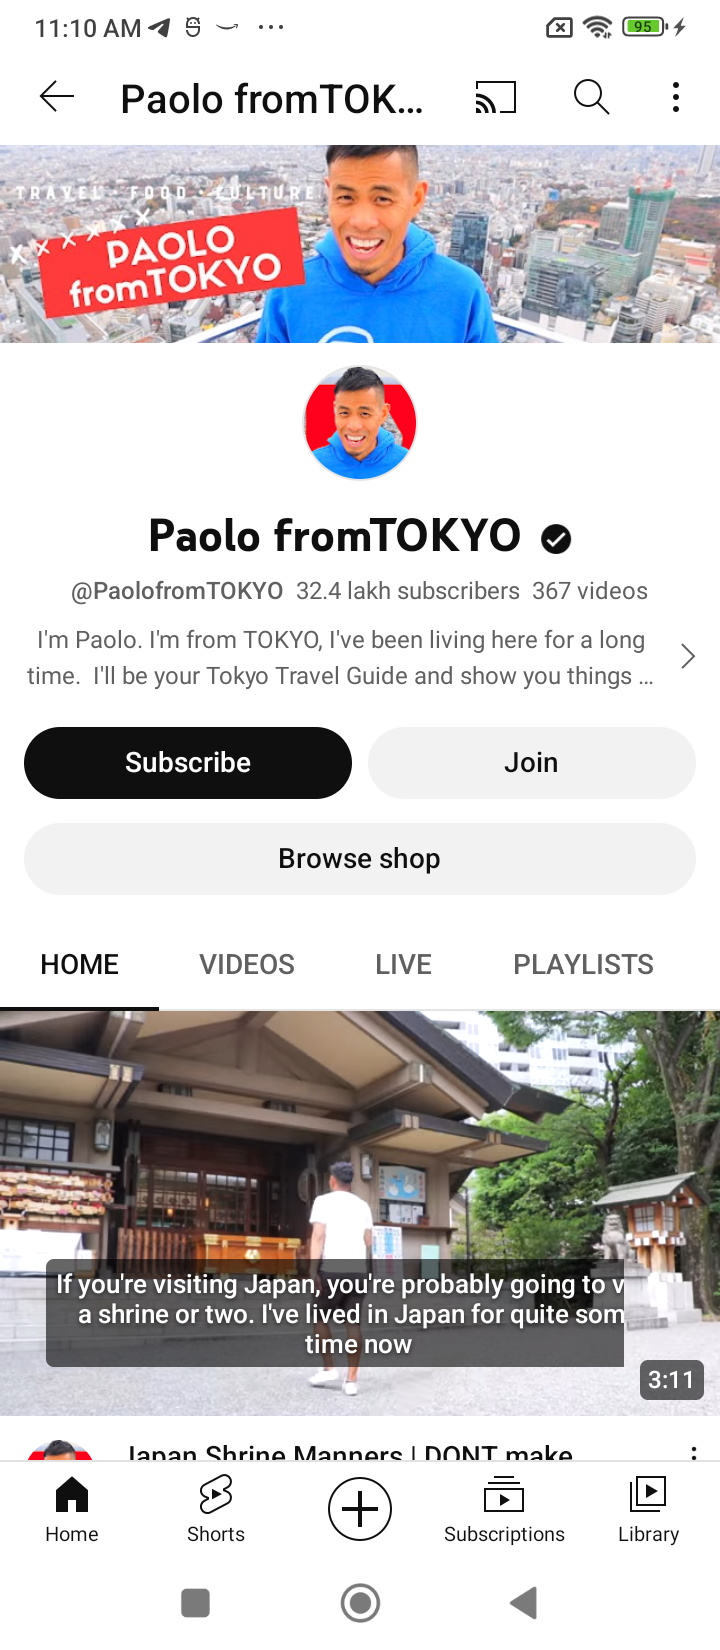 11:10 AM
95
Paolo fromTOK...
TRAVEL · FOOD · CULTURE
PAOLO
fromTOKYO
Paolo fromTOKYO
@PaolofromTOKYO 32.4 lakh subscribers 367 videos
I'm Paolo. I'm from TOKYO, I've been living here for a long
time. I'll be your Tokyo Travel Guide and show you things ...
Subscribe
Join
Browse shop
HOME VIDEOS LIVE PLAYLISTS
If you're visiting Japan, you're probably going to v
a shrine or two. I've lived in Japan for quite som
time now
3:11
Japan Shrine Manners | DONT make
Home Shorts Subscriptions Library